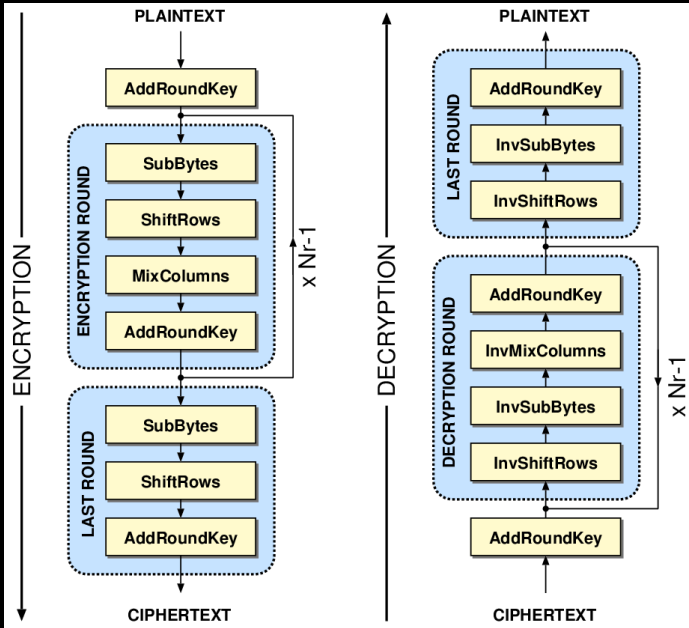 PLAINTEXT
AddRoundKey
ENCRYPTION ROUND
SubBytes
ShiftRows
MixColumns
AddRoundKey
x Nr-1
LAST ROUND
SubBytes
ShiftRows
AddRoundKey
CIPHERTEXT
ENCRYPTION
PLAINTEXT
LAST ROUND
AddRoundKey
InvSubBytes
InvShiftRows
DECRYPTION ROUND
AddRoundKey
InvMixColumns
InvSubBytes
InvShiftRows
x Nr-1
AddRoundKey
CIPHERTEXT
DECRYPTION